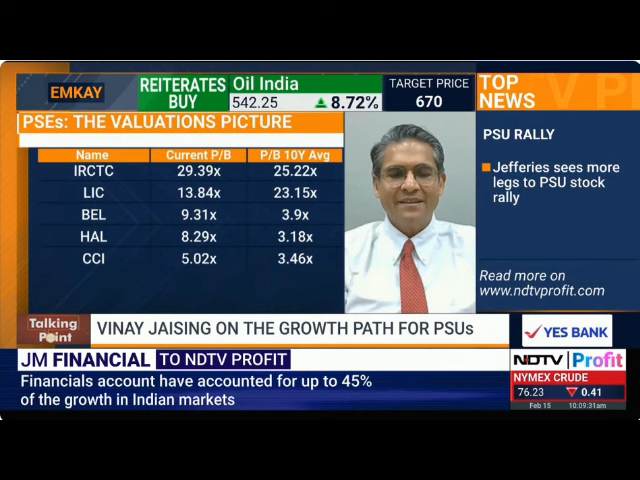 EMKAY
REITERATES
BUY
Oil India
542.25 ▲ 8.72%
TARGET PRICE
670
TOP
NEWS
PSEs: THE VALUATIONS PICTURE
Name Current P/B P/B 10Y Avg
IRCTC 29.39x 25.22x
LIC 13.84x 23.15x
BEL 9.31x 3.9x
HAL 8.29x 3.18x
CCI 5.02x 3.46x
PSU RALLY
Jefferies sees more
legs to PSU stock
rally
Read more on
www.ndtvprofit.com
Talking
Point
VINAY JAISING ON THE GROWTH PATH FOR PSUs
YES BANK
JM FINANCIAL TO NDTV PROFIT
Financials account have accounted for up to 45%
of the growth in Indian markets
NDTV Profit
NYMEX CRUDE
76.23 ▼ 0.41
Feb 15 10:09:31am